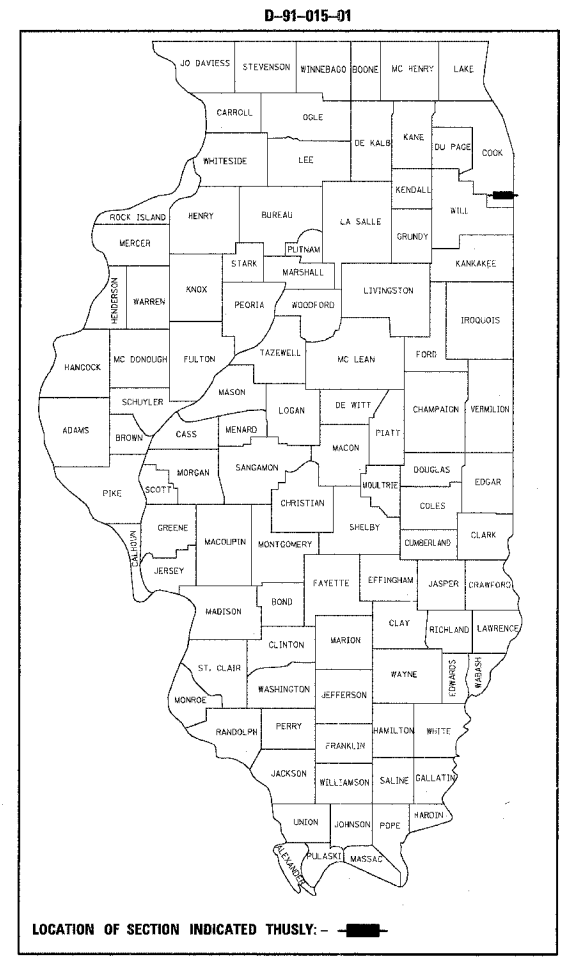 D-91-015-01
JO DAVIESS STEVENSON WINNEBAGO BOONE MC HENRY LAKE
CARROLL OGLE DE KALB KANE DU PAGE COOK
WHITESIDE LEE
KENDALL WILL
ROCK ISLAND HENRY BUREAU LA SALLE
MERCER PUTNAM GRUNDY
STARK MARSHALL KANKAKEE
HENDERSON WARREN KNOX PEORIA WOODFORD LIVINGSTON
IROQUOIS
HANCOCK MC DONOUGH FULTON TAZEWELL MC LEAN FORD
MASON
SCHUYLER LOGAN DE WITT CHAMPAIGN VERMILION
ADAMS BROWN CASS MENARD MACON PIATT
MORGAN SANGAMON DOUGLAS EDGAR
PIKE SCOTT CHRISTIAN MOULTRIE
COLES
GREENE MACOUPIN MONTGOMERY SHELBY
CALHOUN CUMBERLAND CLARK
JERSEY FAYETTE EFFINGHAM JASPER CRAWFORD
MADISON BOND
CLAY RICHLAND LAWRENCE
CLINTON MARION
ST. CLAIR WAYNE EDWARDS WABASH
WASHINGTON JEFFERSON
MONROE
RANDOLPH PERRY HAMILTON WHITE
FRANKLIN
JACKSON WILLIAMSON SALINE GALLATIN
UNION JOHNSON POPE HARDIN
ALEXANDER PULASKI MASSAC
LOCATION OF SECTION INDICATED THUSLY: -